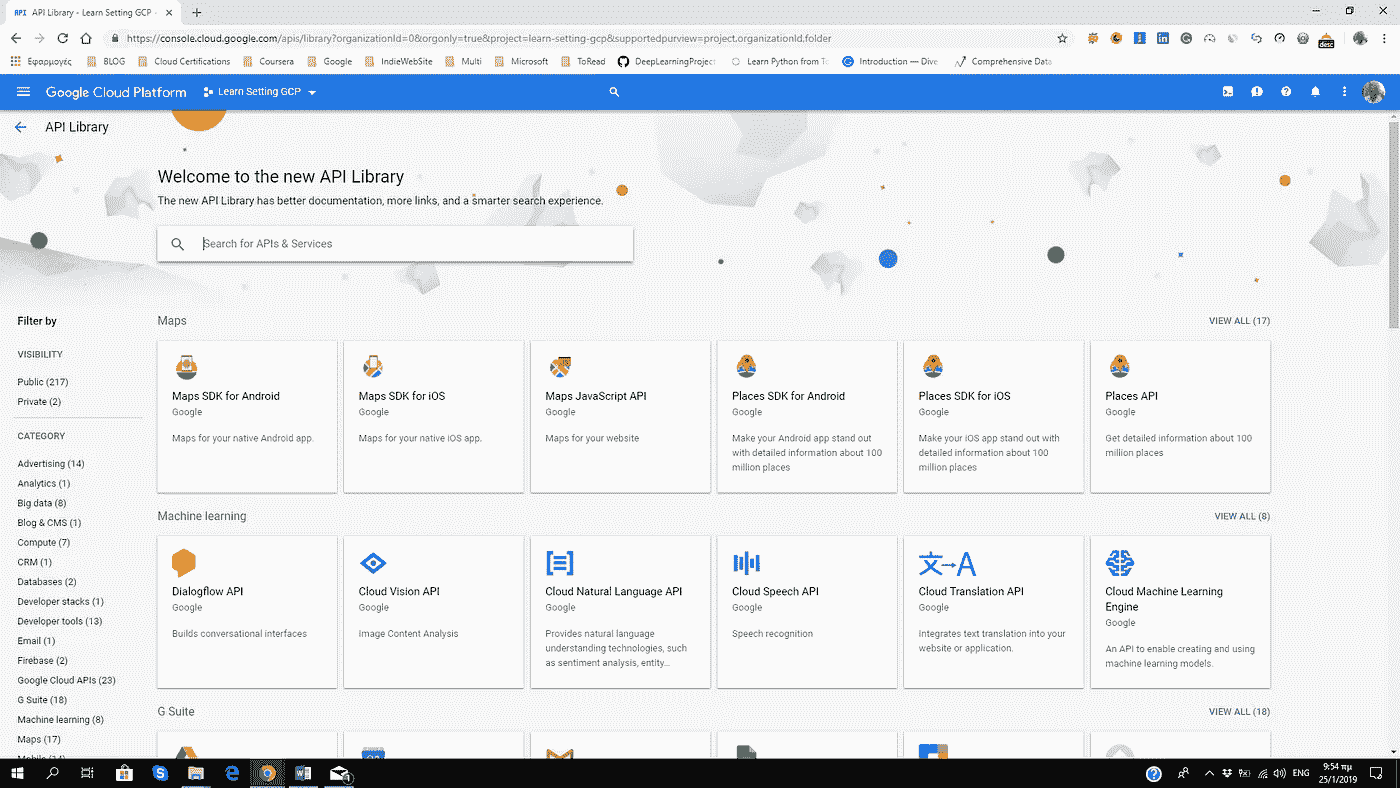 API Library - Learn Setting GCP -
https://console.cloud.google.com/apis/library?organizationId=0&orgonly=true&project=learn-setting-gcp&supportedpurview=project,organizationId,folder
Εφαρμογές BLOG Cloud Certifications Coursera Google IndieWebSite Multi Microsoft ToRead DeepLearningProject Learn Python from To Introduction — Dive Comprehensive Data
Google Cloud Platform Learn Setting GCP
API Library
Welcome to the new API Library
The new API Library has better documentation, more links, and a smarter search experience.
Search for APIs & Services
Filter by
VISIBILITY
Public (217)
Private (2)
CATEGORY
Advertising (14)
Analytics (1)
Big data (8)
Blog & CMS (1)
Compute (7)
CRM (1)
Databases (2)
Developer stacks (1)
Developer tools (13)
Email (1)
Firebase (2)
Google Cloud APIs (23)
G Suite (18)
Machine learning (8)
Maps (17)
Maps VIEW ALL (17)
Maps SDK for Android
Google
Maps for your native Android app.
Maps SDK for iOS
Google
Maps for your native iOS app.
Maps JavaScript API
Google
Maps for your website
Places SDK for Android
Google
Make your Android app stand out
with detailed information about 100
million places
Places SDK for iOS
Google
Make your iOS app stand out with
detailed information about 100
million places
Places API
Google
Get detailed information about 100
million places
Machine learning VIEW ALL (8)
Dialogflow API
Google
Builds conversational interfaces
Cloud Vision API
Google
Image Content Analysis
Cloud Natural Language API
Google
Provides natural language
understanding technologies, such
as sentiment analysis, entity...
Cloud Speech API
Google
Speech recognition
文→A
Cloud Translation API
Google
Integrates text translation into your
website or application.
Cloud Machine Learning
Engine
Google
An API to enable creating and using
machine learning models.
G Suite VIEW ALL (18)
ENG
9:54 πμ
25/1/2019